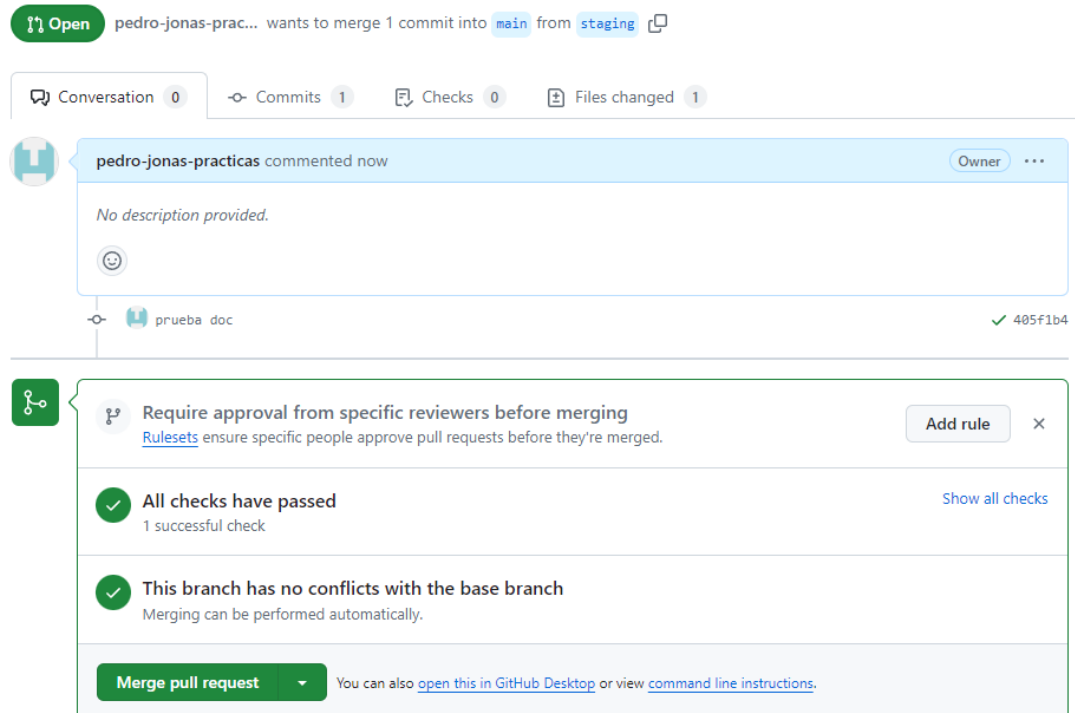 Open pedro-jonas-prac... wants to merge 1 commit into main from staging
Conversation 0 Commits 1 Checks 0 Files changed 1
pedro-jonas-practicas commented now Owner
No description provided.
prueba doc 405f1b4
Require approval from specific reviewers before merging
Rulesets ensure specific people approve pull requests before they're merged.
Add rule
All checks have passed
Show all checks
1 successful check
This branch has no conflicts with the base branch
Merging can be performed automatically.
Merge pull request You can also open this in GitHub Desktop or view command line instructions.